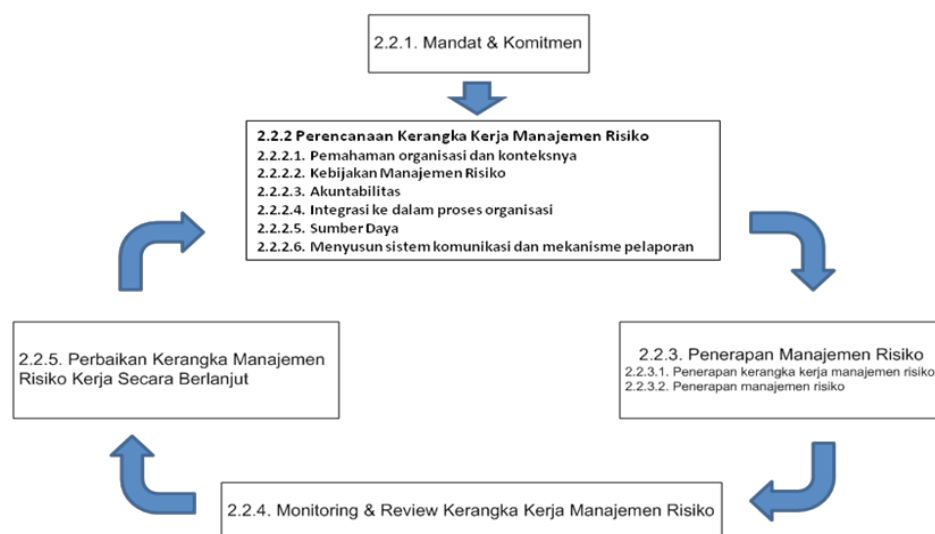 2.2.1. Mandat & Komitmen
2.2.2 Perencanaan Kerangka Kerja Manajemen Risiko
2.2.2.1. Pemahaman organisasi dan konteksnya
2.2.2.2. Kebijakan Manajemen Risiko
2.2.2.3. Akuntabilitas
2.2.2.4. Integrasi ke dalam proses organisasi
2.2.2.5. Sumber Daya
2.2.2.6. Menyusun sistem komunikasi dan mekanisme pelaporan
2.2.5. Perbaikan Kerangka Manajemen
Risiko Kerja Secara Berlanjut
2.2.3. Penerapan Manajemen Risiko
2.2.3.1. Penerapan kerangka kerja manajemen risiko
2.2.3.2. Penerapan manajemen risiko
2.2.4. Monitoring & Review Kerangka Kerja Manajemen Risiko